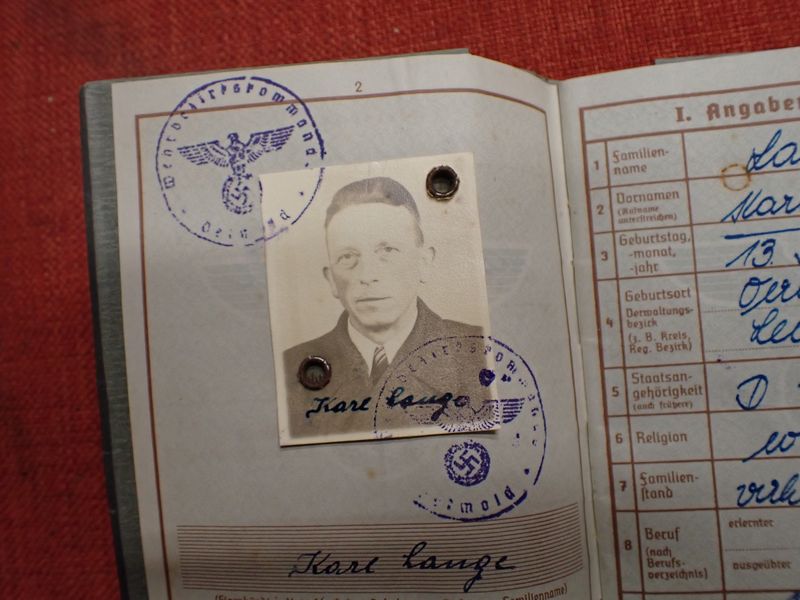 2
Wehrbezirkskommando
Detmold
Karl Lange
Detmold
Karl Lange
I. Angaben
1 Familien-
name
2 Vornamen
(Rufname
unterstreichen)
3 Geburtstag,
-monat,
-jahr
13.
4 Geburtsort
Verwaltungs-
bezirk
(z. B. Kreis,
Reg. Bezirk)
5 Staatsan-
gehörigkeit
(auch frühere)
D
6 Religion
7 Familien-
stand
8 Beruf
(nach
Berufs-
verzeichnis)
erlernter
ausgeübter